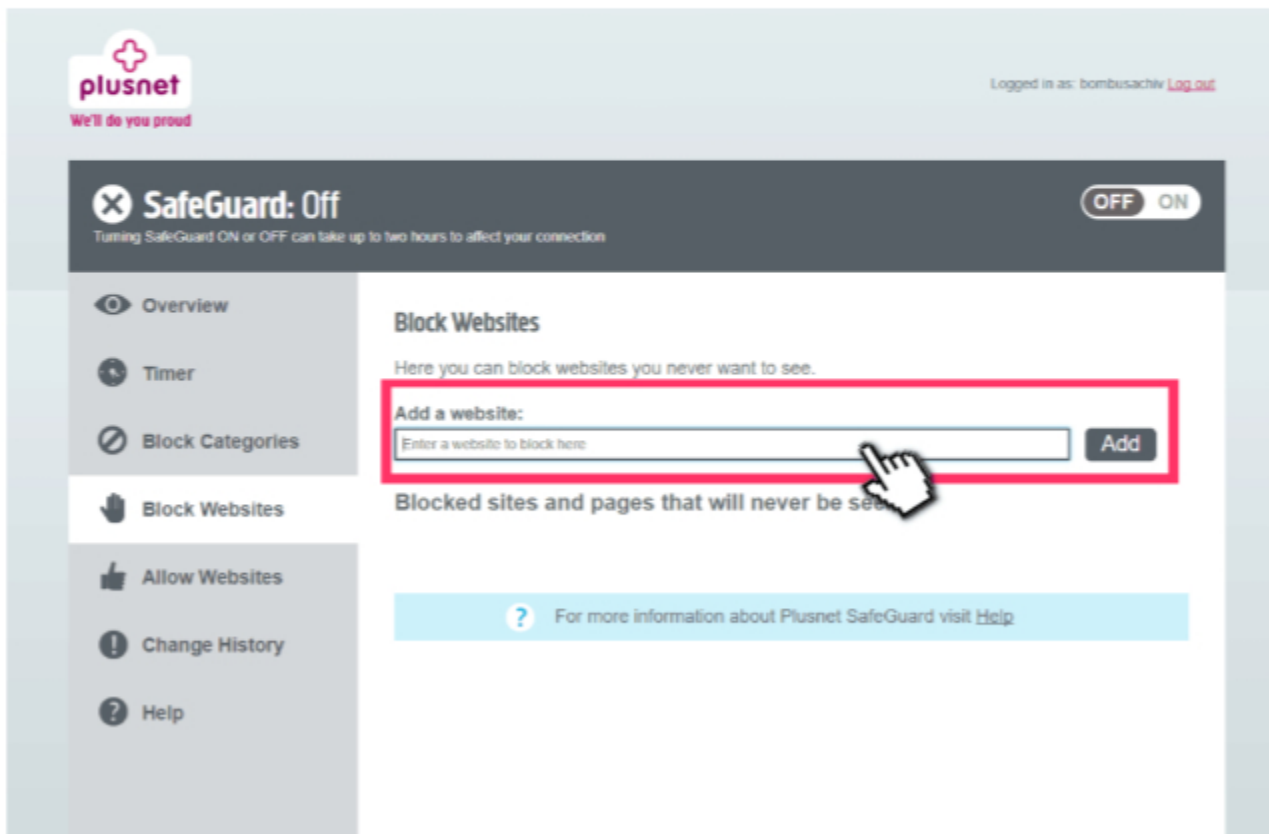 plusnet
We'll do you proud
Logged in as: bombusachiv Log out
SafeGuard: Off
OFF ON
Turning SafeGuard ON or OFF can take up to two hours to affect your connection
Overview
Timer
Block Categories
Block Websites
Allow Websites
Change History
Help
Block Websites
Here you can block websites you never want to see.
Add a website:
Enter a website to block here
Add
Blocked sites and pages that will never be
? For more information about Plusnet SafeGuard visit Help